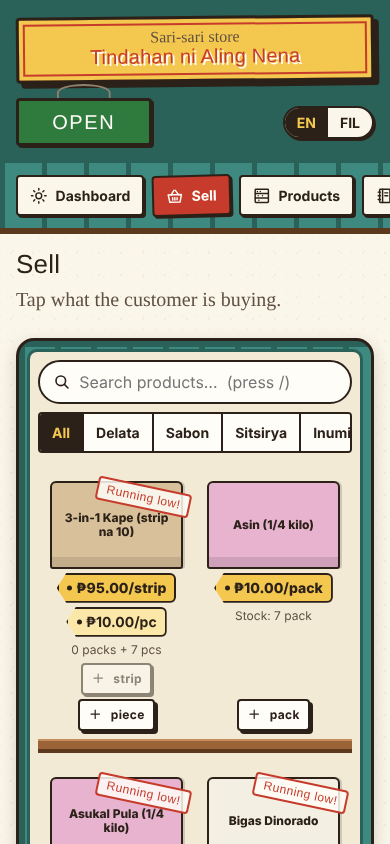 Sari-sari store
Tindahan ni Aling Nena
OPEN
EN FIL
Dashboard Sell Products
Sell
Tap what the customer is buying.
Search products... (press /)
All Delata Sabon Sitsirya Inumi
Running low!
3-in-1 Kape (strip
na 10)
Asin (1/4 kilo)
₱95.00/strip
₱10.00/pack
₱10.00/pc
Stock: 7 pack
0 packs + 7 pcs
+ strip
+ piece
+ pack
Running low!
Running low!
Asukal Pula (1/4
kilo)
Bigas Dinorado